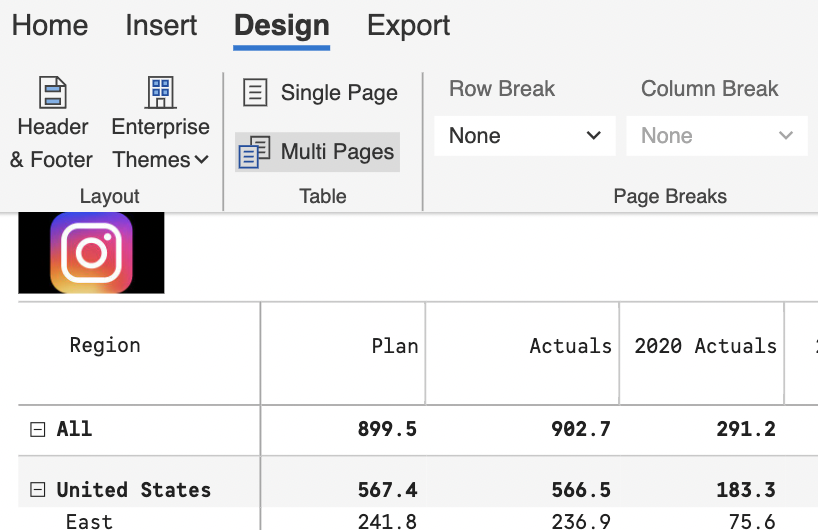 Home Insert Design Export
Header & Footer
Enterprise Themes
Layout
Single Page
Multi Pages
Table
Row Break Column Break
None None
Page Breaks
Region Plan Actuals 2020 Actuals
All 899.5 902.7 291.2
United States 567.4 566.5 183.3
East 241.8 236.9 75.6